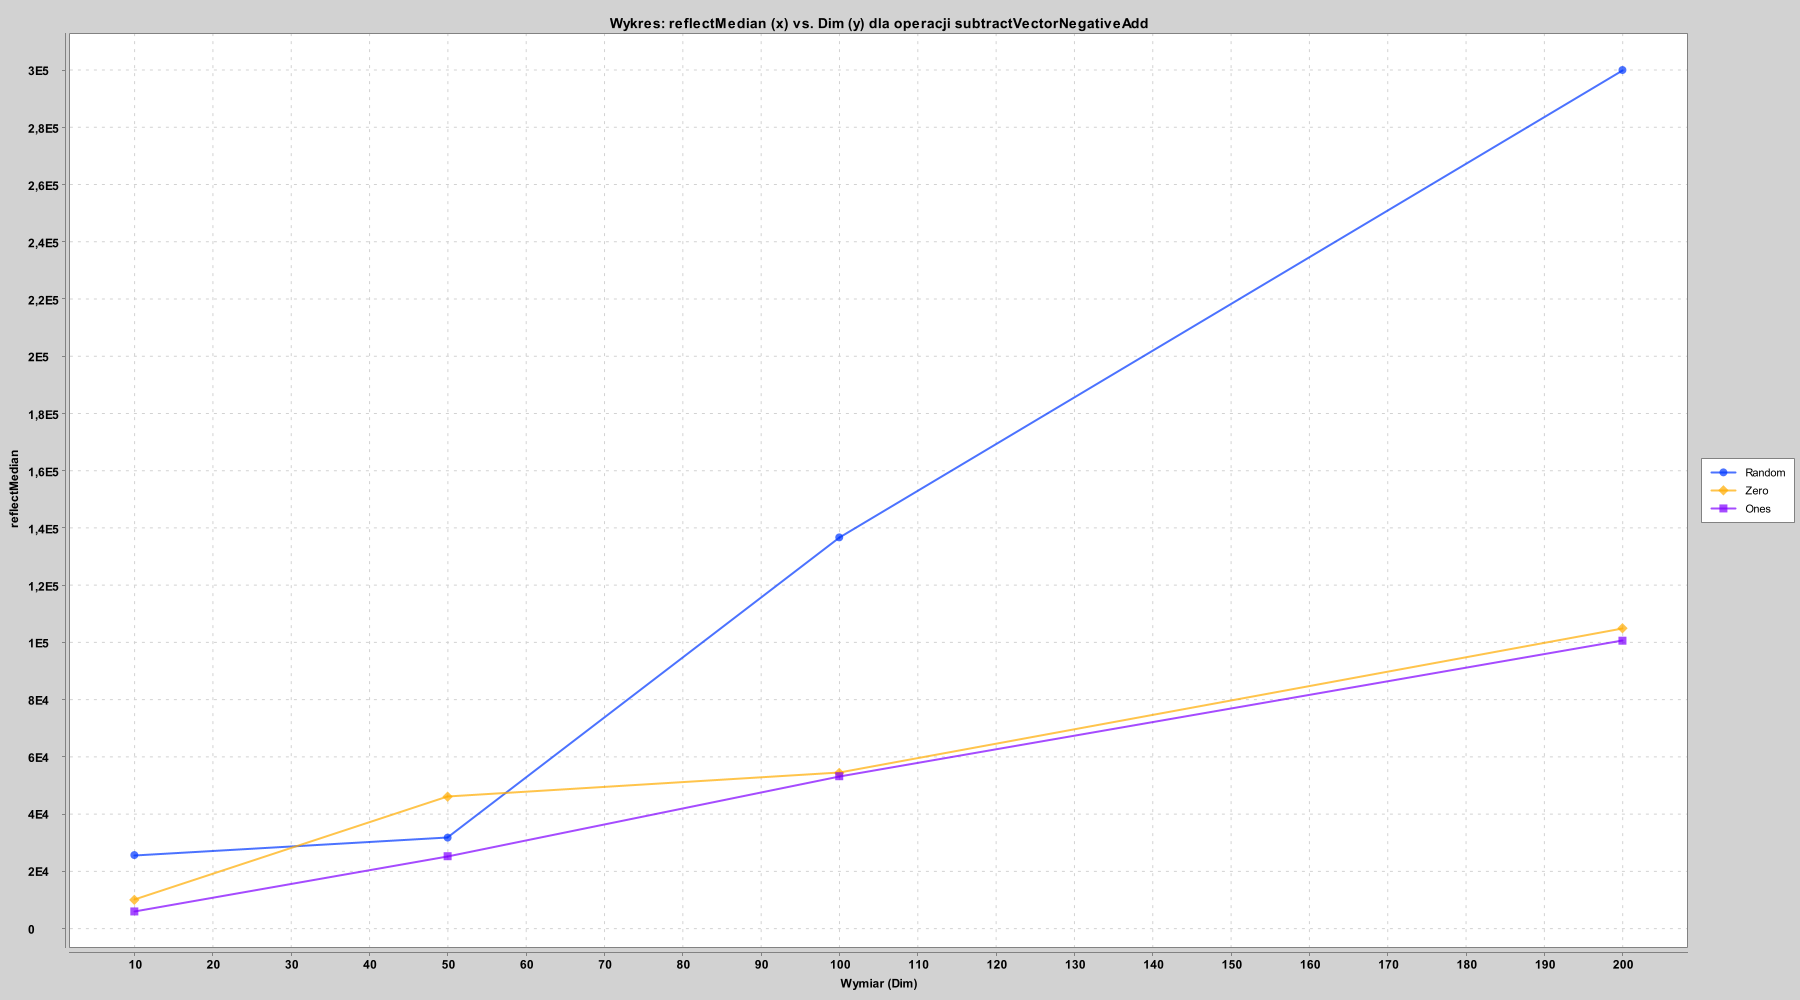 Wykres: reflectMedian (x) vs. Dim (y) dla operacji subtractVectorNegativeAdd
3E5
2,8E5
2,6E5
2,4E5
2,2E5
2E5
1,8E5
1,6E5
1,4E5
1,2E5
1E5
8E4
6E4
4E4
2E4
0
reflectMedian
10 20 30 40 50 60 70 80 90 100 110 120 130 140 150 160 170 180 190 200
Wymiar (Dim)
Random
Zero
Ones